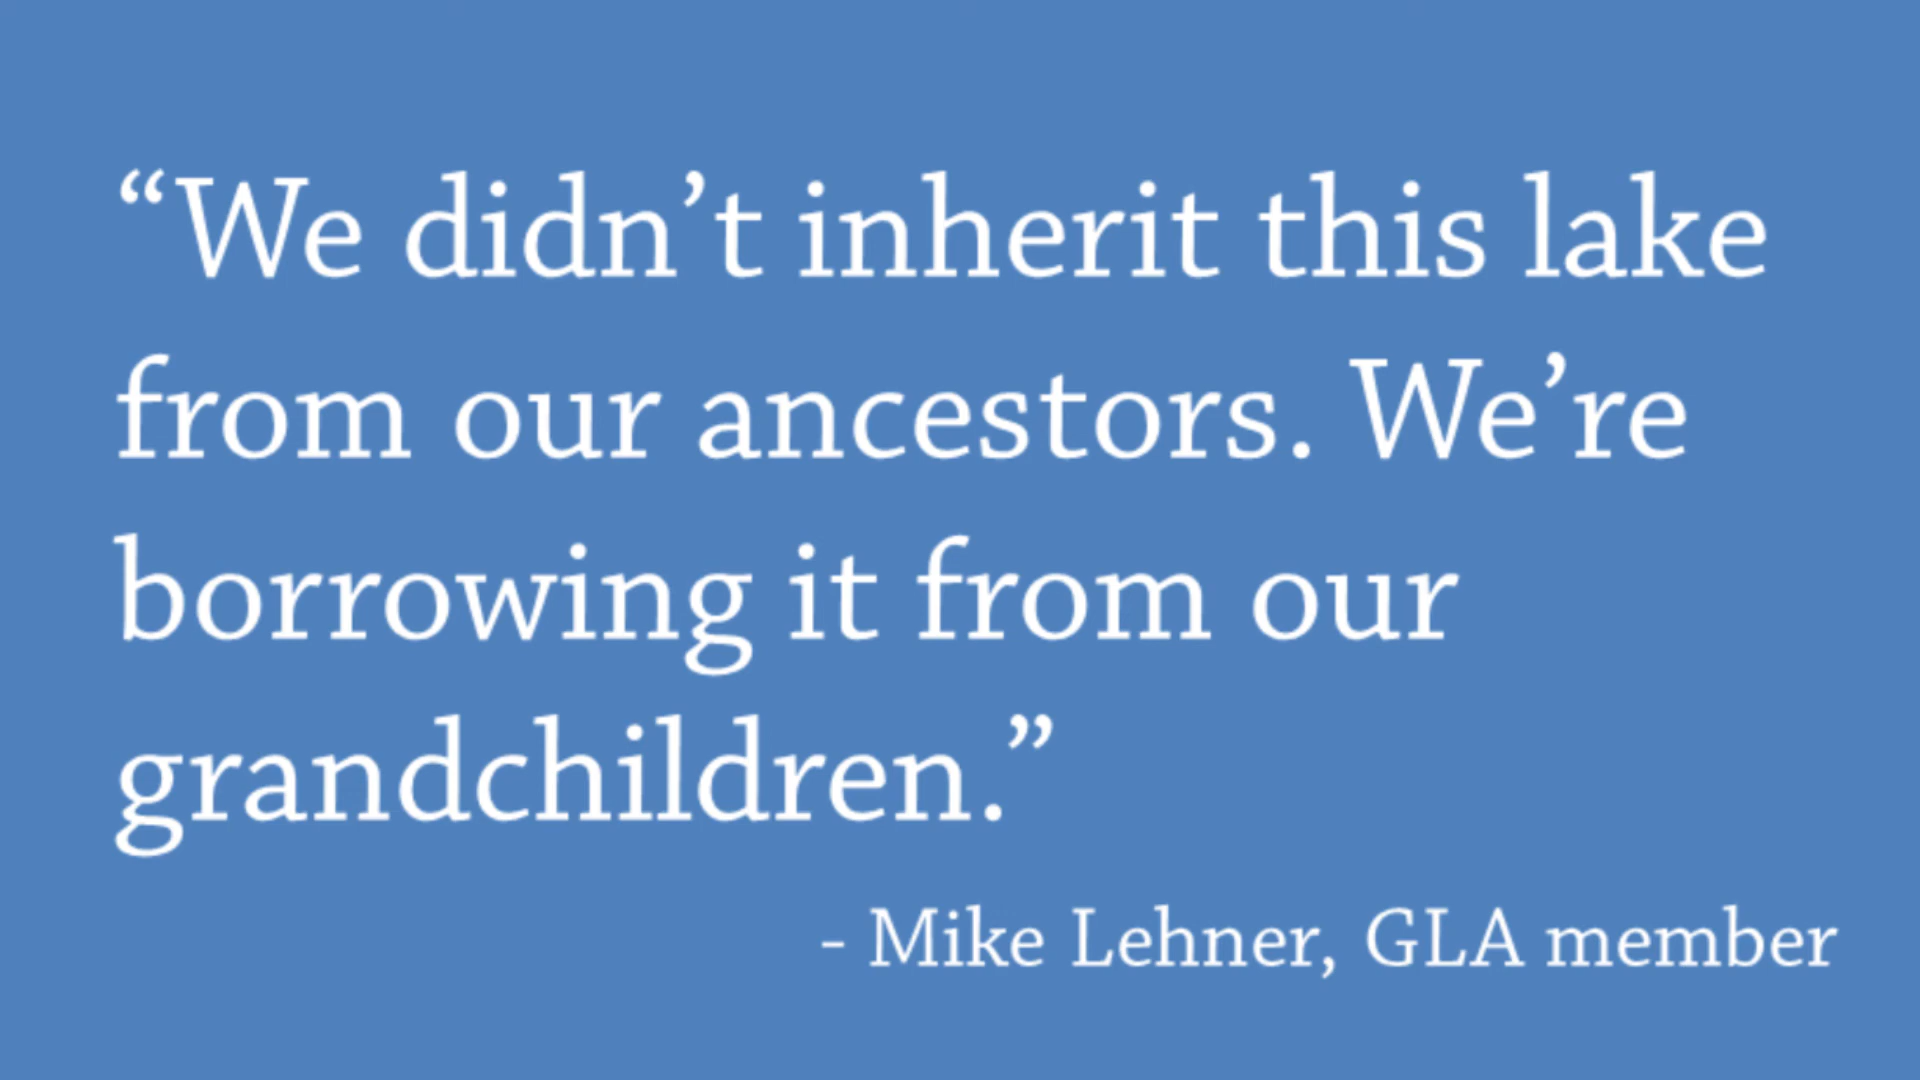 “We didn’t inherit this lake
from our ancestors. We’re
borrowing it from our
grandchildren.”
- Mike Lehner, GLA member